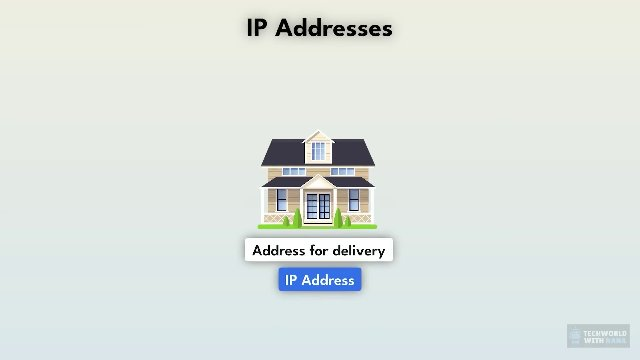 IP Addresses
Address for delivery
IP Address
TECHWORLD
WITH NANA